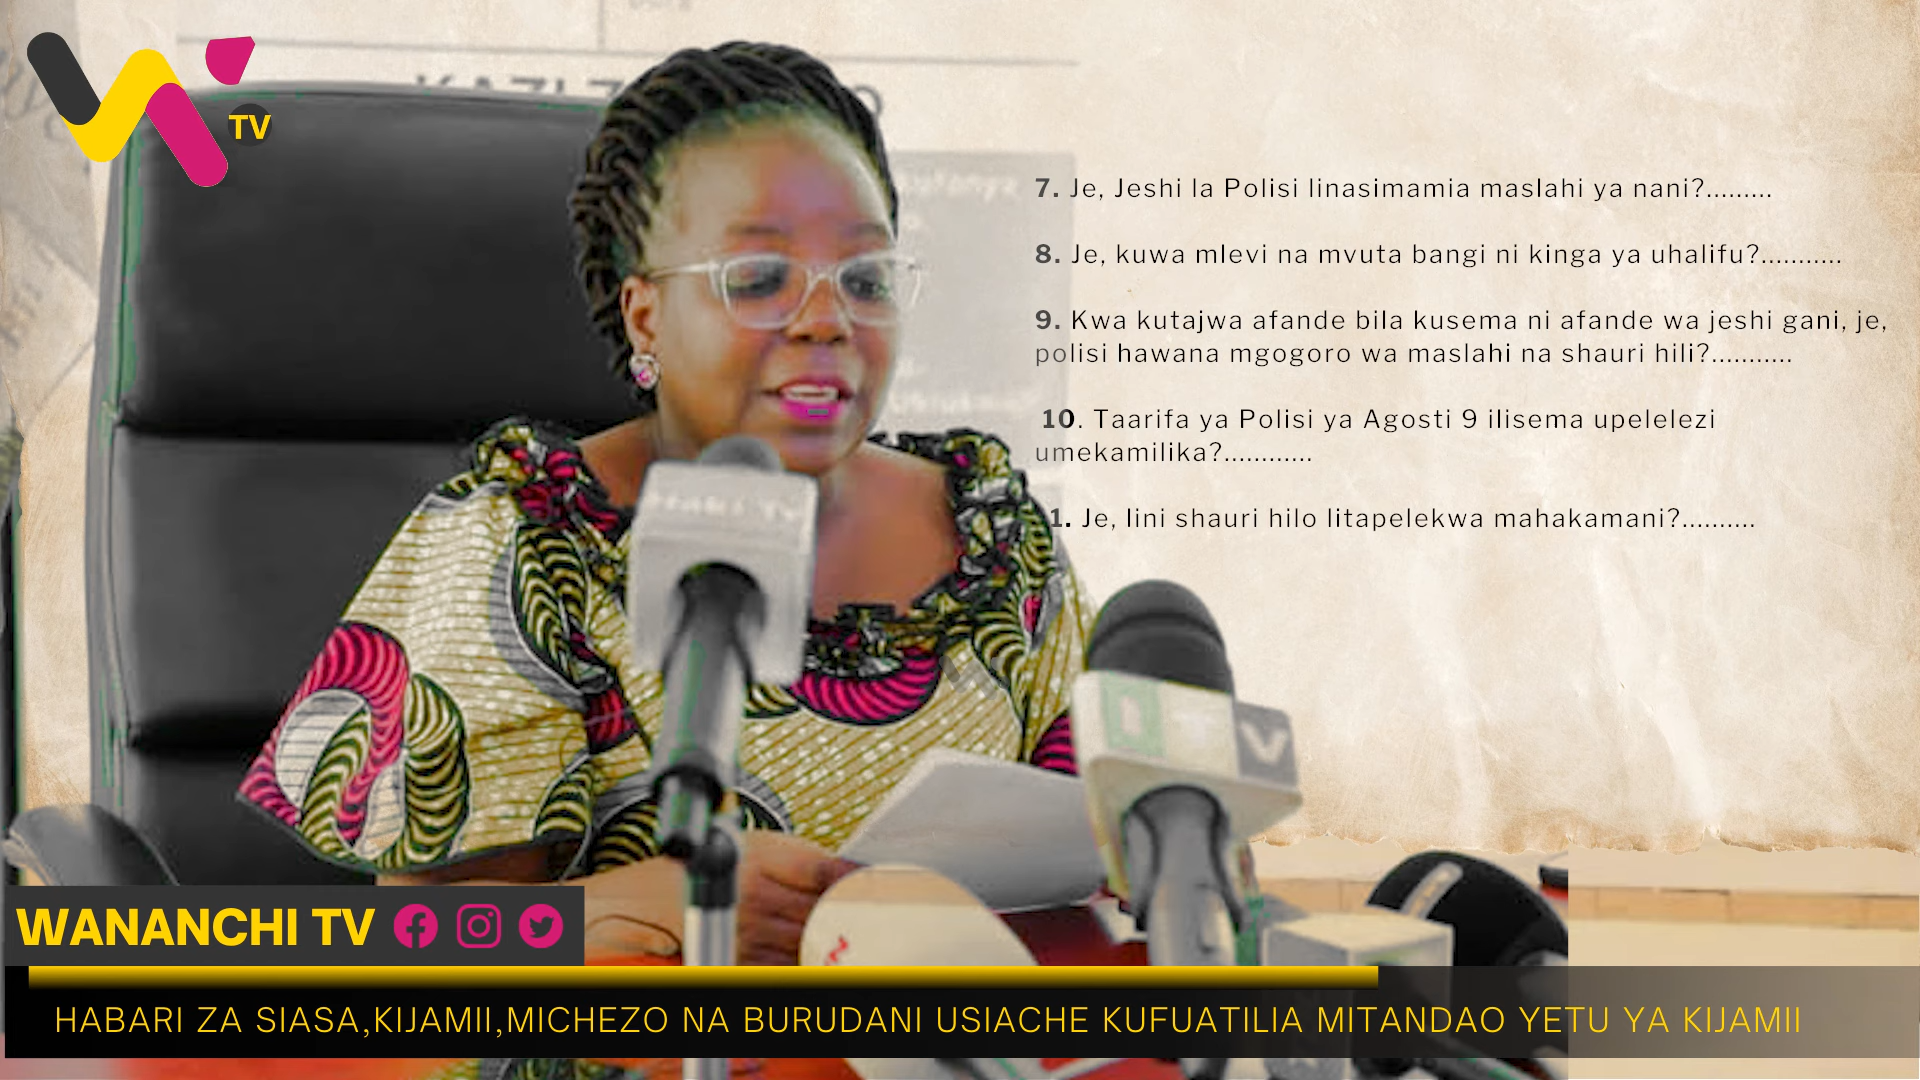 TV
7. Je, Jeshi la Polisi linasimamia maslahi ya nani?.........
8. Je, kuwa mlevi na mvuta bangi ni kinga ya uhalifu?...........
9. Kwa kutajwa afande bila kusema ni afande wa jeshi gani, je,
polisi hawana mgogoro wa maslahi na shauri hili?...........
10. Taarifa ya Polisi ya Agosti 9 ilisema upelelezi
umekamilika?............
1. Je, lini shauri hilo litapelekwa mahakamani?..........
TV
WANANCHI TV
HABARI ZA SIASA,KIJAMII,MICHEZO NA BURUDANI USIACHE KUFUATILIA MITANDAO YETU YA KIJAMII